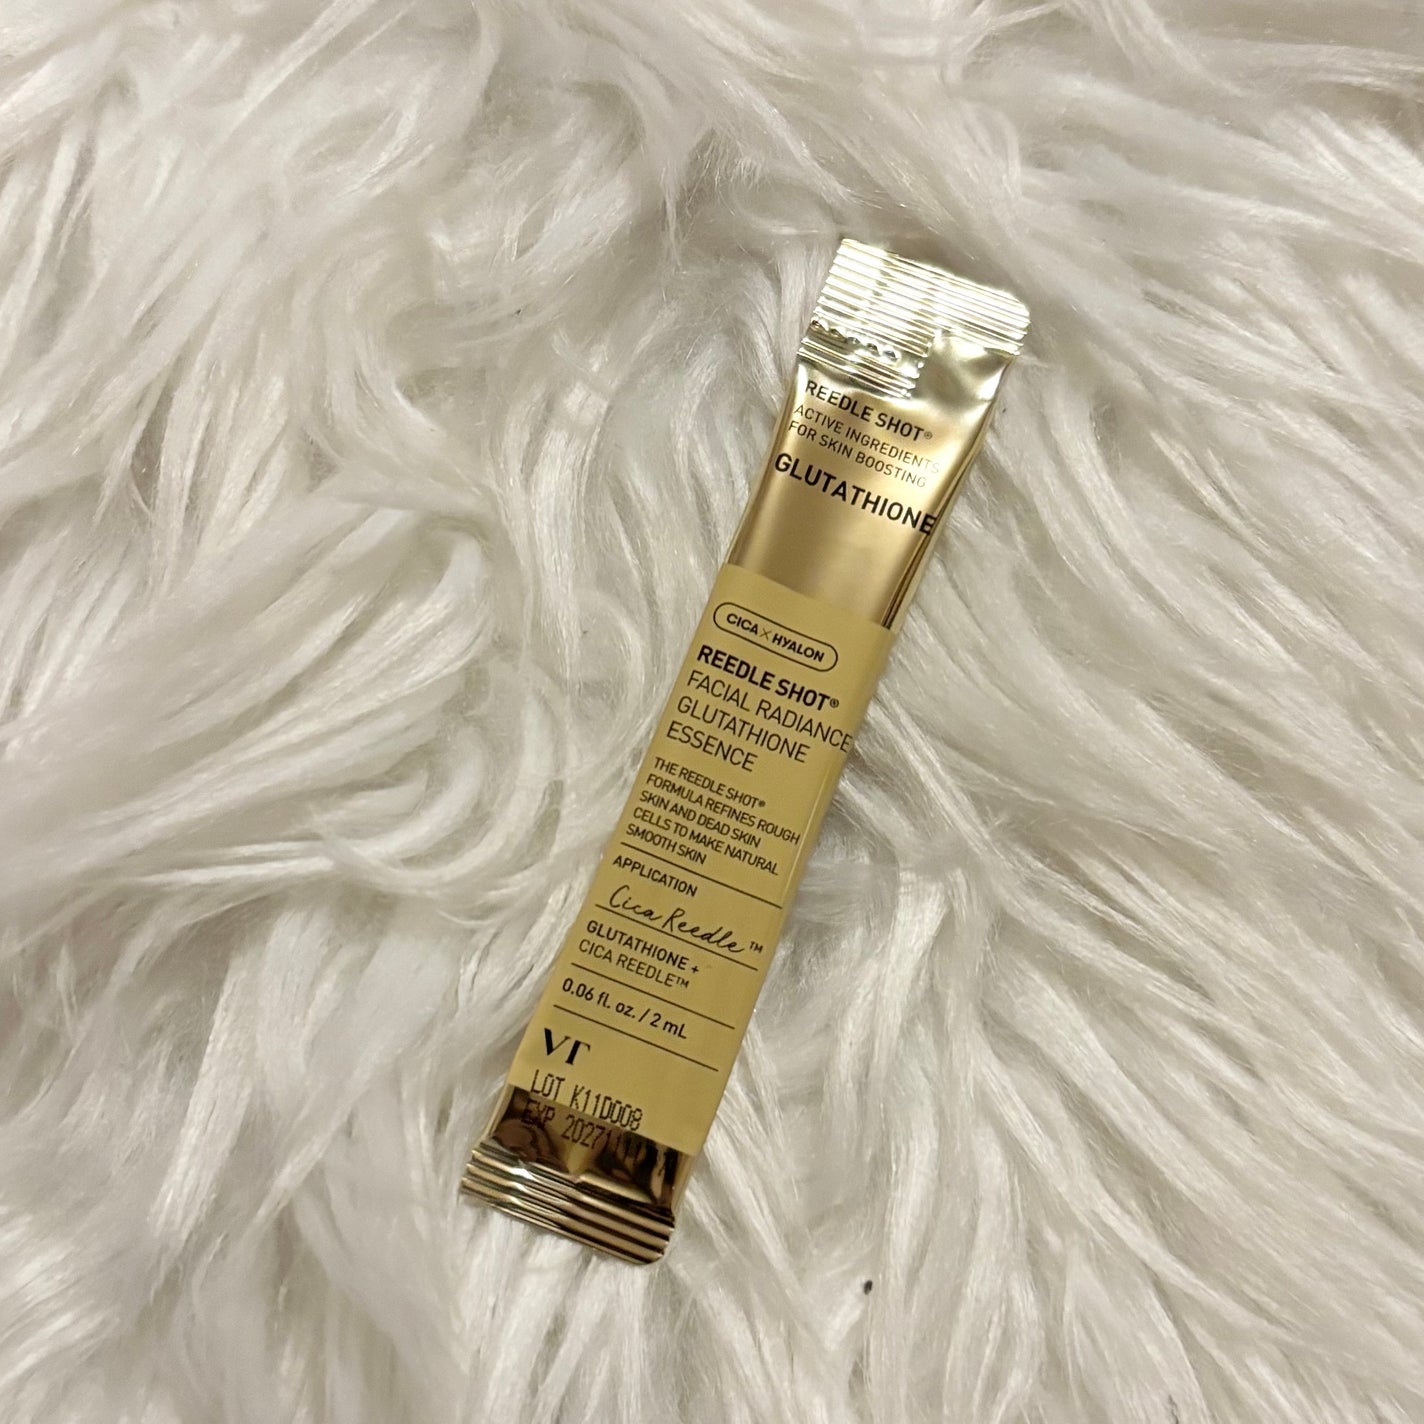 REEDLE SHOT®
ACTIVE INGREDIENTS
FOR SKIN BOOSTING
GLUTATHIONE
CICA × HYALON
REEDLE SHOT®
FACIAL RADIANCE
GLUTATHIONE
ESSENCE
THE REEDLE SHOT®
FORMULA REFINES ROUGH
SKIN AND DEAD SKIN
CELLS TO MAKE NATURAL
SMOOTH SKIN
APPLICATION
Cica Reedle™
GLUTATHIONE +
CICA REEDLE™
0.06 fl. oz. / 2 mL
VT
LOT K11D008
EXP